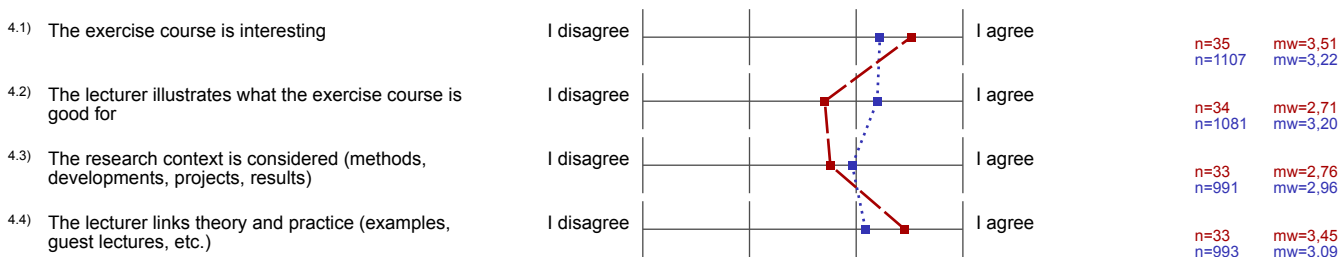 4.1) The exercise course is interesting I disagree I agree
n=35 mw=3,51
n=1107 mw=3,22
4.2) The lecturer illustrates what the exercise course is
good for
I disagree I agree
n=34 mw=2,71
n=1081 mw=3,20
4.3) The research context is considered (methods,
developments, projects, results)
I disagree I agree
n=33 mw=2,76
n=991 mw=2,96
4.4) The lecturer links theory and practice (examples,
guest lectures, etc.)
I disagree I agree
n=33 mw=3,45
n=993 mw=3,09